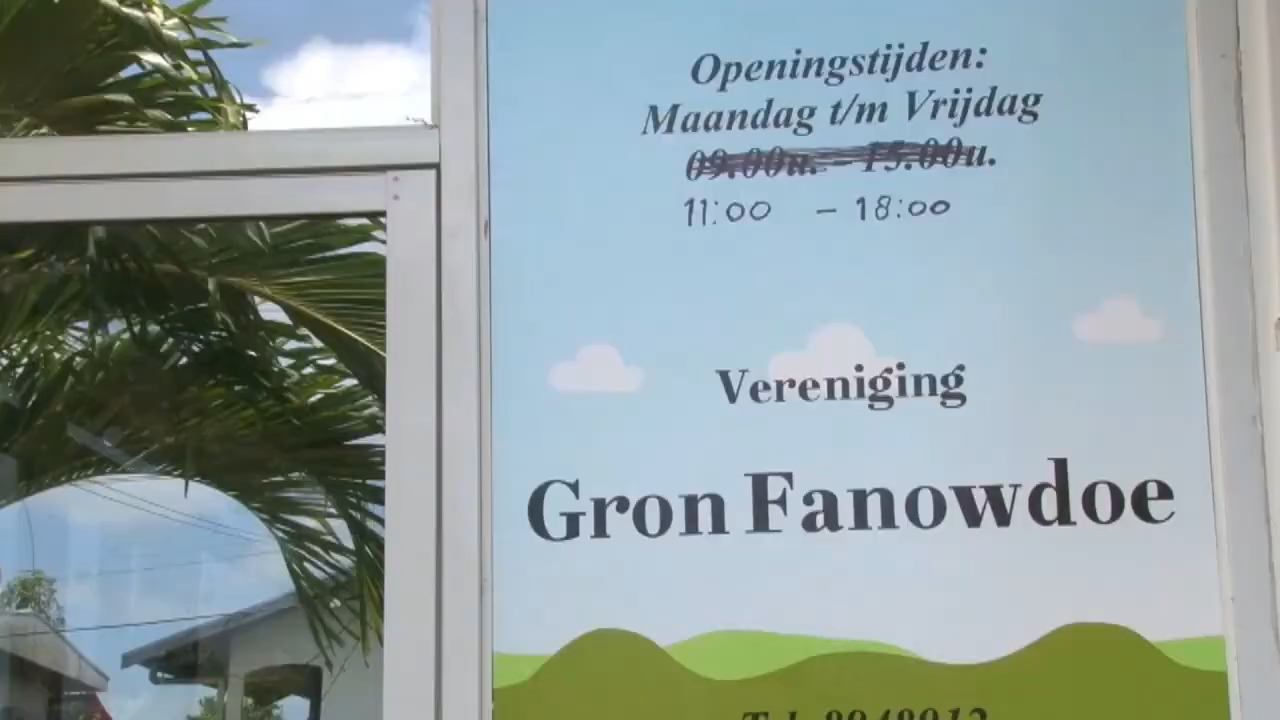 Openingstijden:
Maandag t/m Vrijdag
09.00u. - 15.00u.
11:00 - 18:00
Vereniging
Gron Fanowdoe